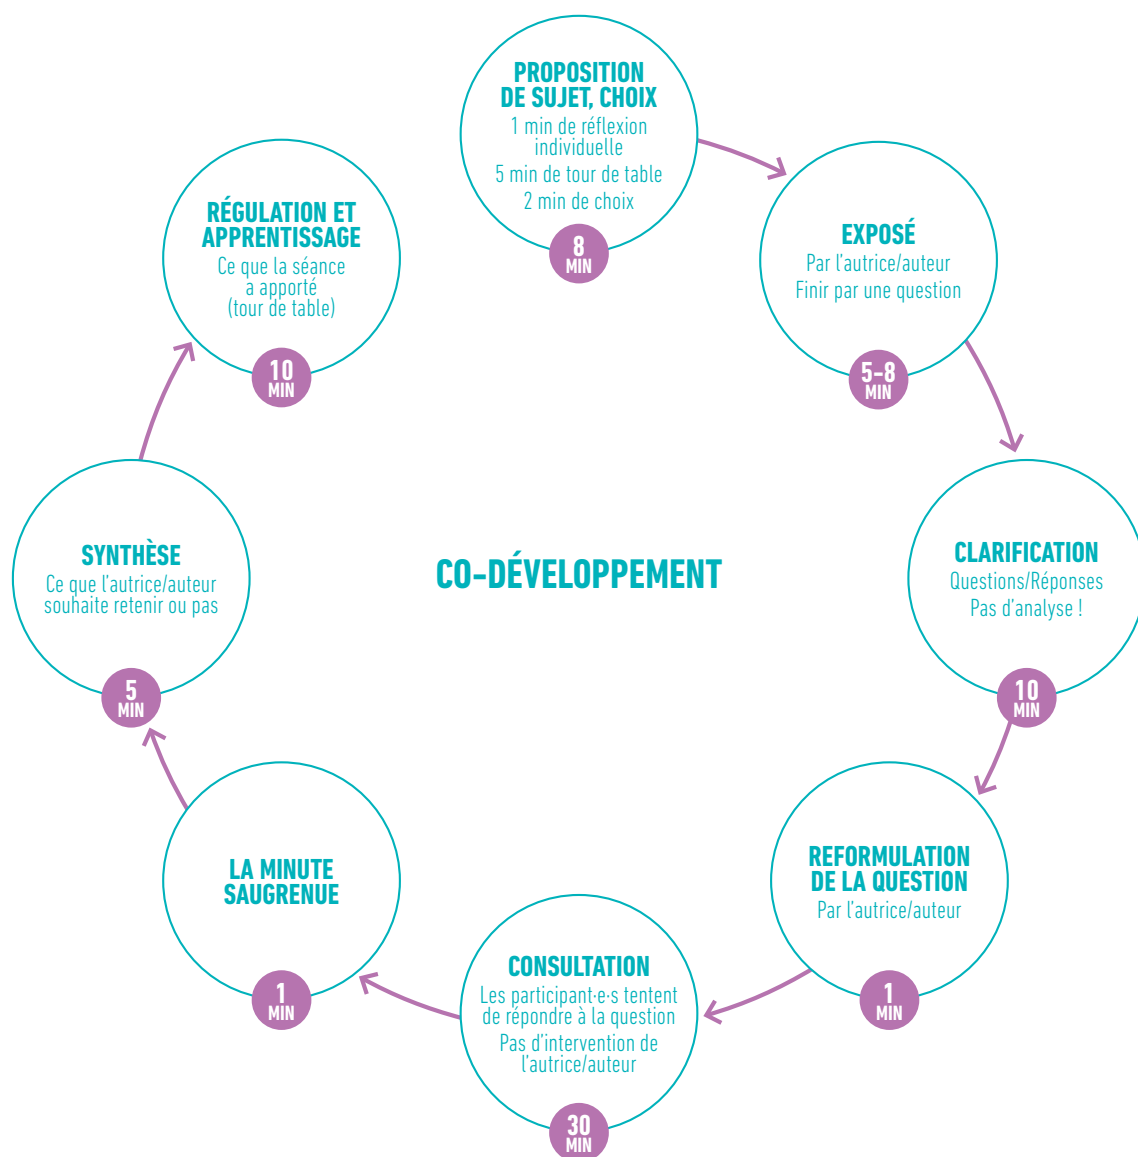 PROPOSITION
DE SUJET, CHOIX
1 min de réflexion
individuelle
5 min de tour de table
2 min de choix
8
MIN
EXPOSÉ
Par l'autrice/auteur
Finir par une question
5-8
MIN
CLARIFICATION
Questions/Réponses
Pas d'analyse !
10
MIN
REFORMULATION
DE LA QUESTION
Par l'autrice/auteur
1
MIN
CONSULTATION
Les participant·e·s tentent
de répondre à la question
Pas d'intervention de
l'autrice/auteur
30
MIN
LA MINUTE
SAUGRENUE
1
MIN
SYNTHÈSE
Ce que l'autrice/auteur
souhaite retenir ou pas
5
MIN
RÉGULATION ET
APPRENTISSAGE
Ce que la séance
a apporté
(tour de table)
10
MIN
CO-DÉVELOPPEMENT